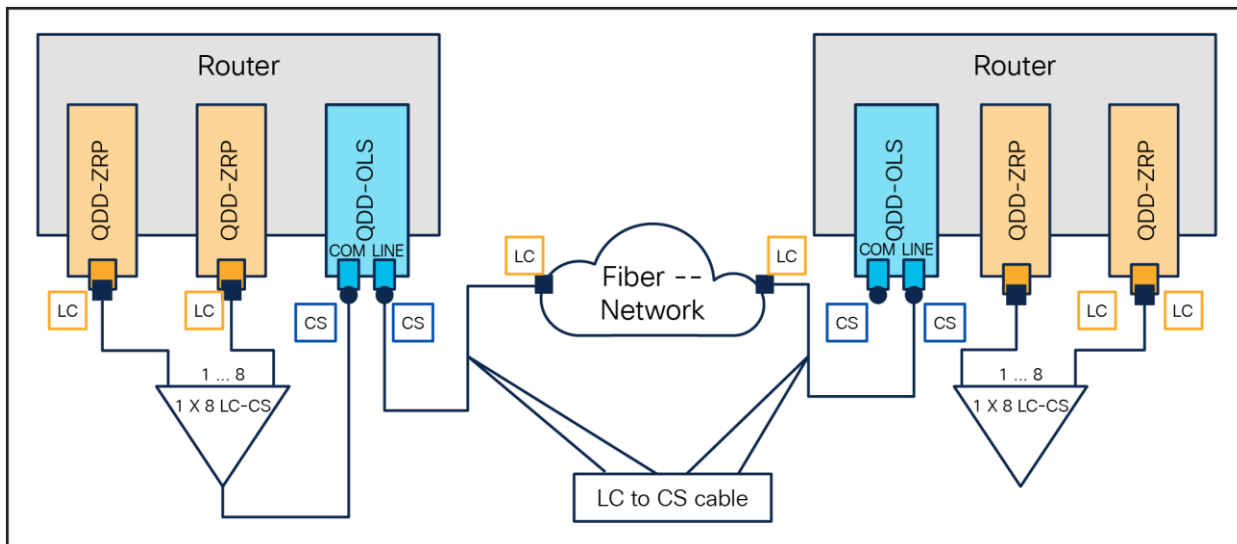 Router
Router
QDD-ZRP
QDD-ZRP
QDD-OLS
QDD-OLS
QDD-ZRP
QDD-ZRP
COM LINE
COM LINE
LC
LC
LC
LC
Fiber --
Network
CS
CS
CS
CS
LC
LC
1 ... 8
1 X 8 LC-CS
1 ... 8
1 X 8 LC-CS
LC to CS cable